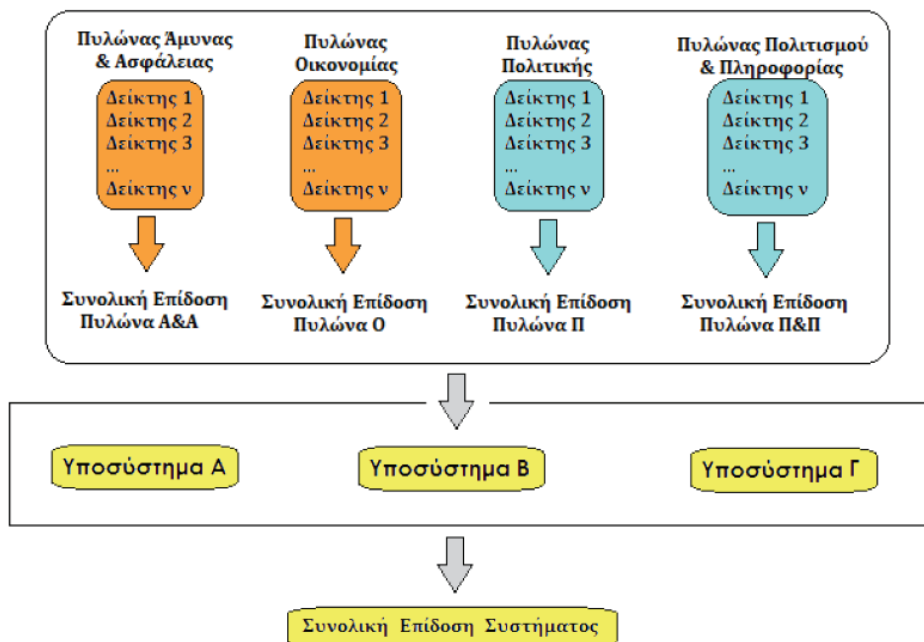 Πυλώνας Άμυνας
& Ασφάλειας
Δείκτης 1
Δείκτης 2
Δείκτης 3
...
Δείκτης ν
Συνολική Επίδοση
Πυλώνα Α&Α
Πυλώνας
Οικονομίας
Δείκτης 1
Δείκτης 2
Δείκτης 3
...
Δείκτης ν
Συνολική Επίδοση
Πυλώνα Ο
Πυλώνας
Πολιτικής
Δείκτης 1
Δείκτης 2
Δείκτης 3
...
Δείκτης ν
Συνολική Επίδοση
Πυλώνα Π
Πυλώνας Πολιτισμού
& Πληροφορίας
Δείκτης 1
Δείκτης 2
Δείκτης 3
...
Δείκτης ν
Συνολική Επίδοση
Πυλώνα Π&Π
Υποσύστημα Α
Υποσύστημα Β
Υποσύστημα Γ
Συνολική Επίδοση Συστήματος